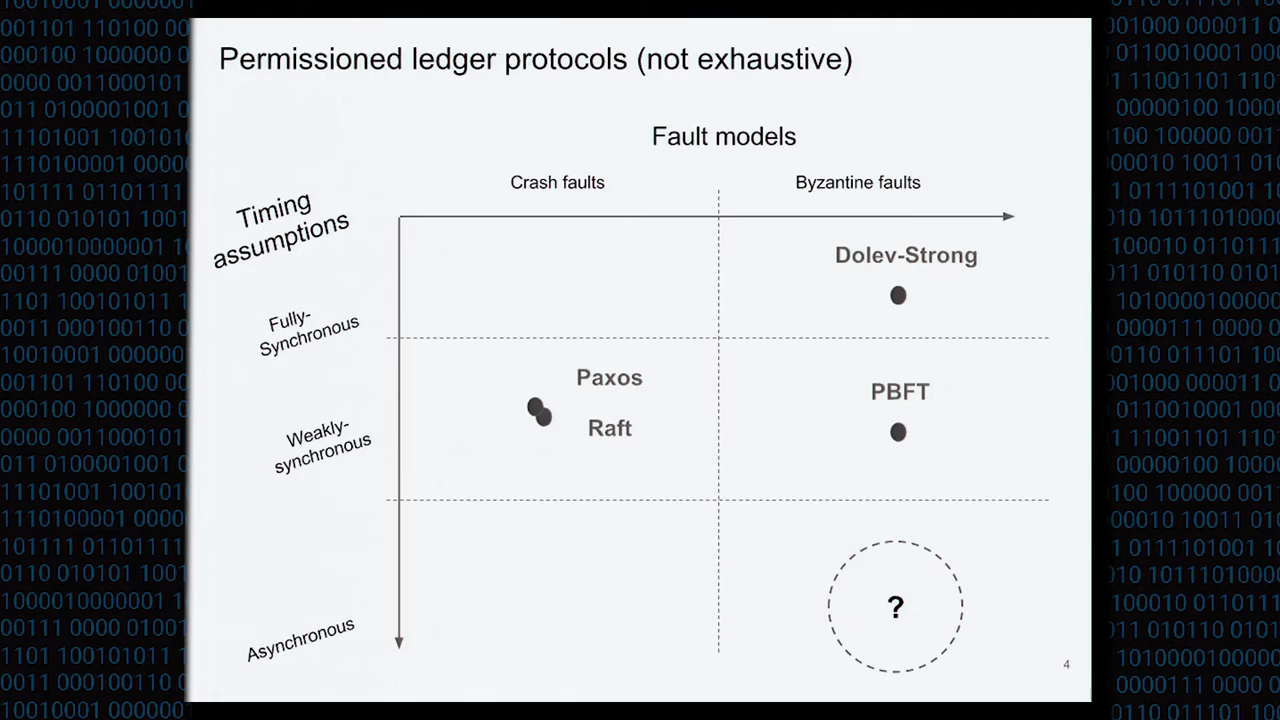 Permissioned ledger protocols (not exhaustive)
Fault models
Crash faults
Byzantine faults
Timing
assumptions
Dolev-Strong
Fully-
Synchronous
Paxos
PBFT
Raft
Weakly-
synchronous
?
Asynchronous
4